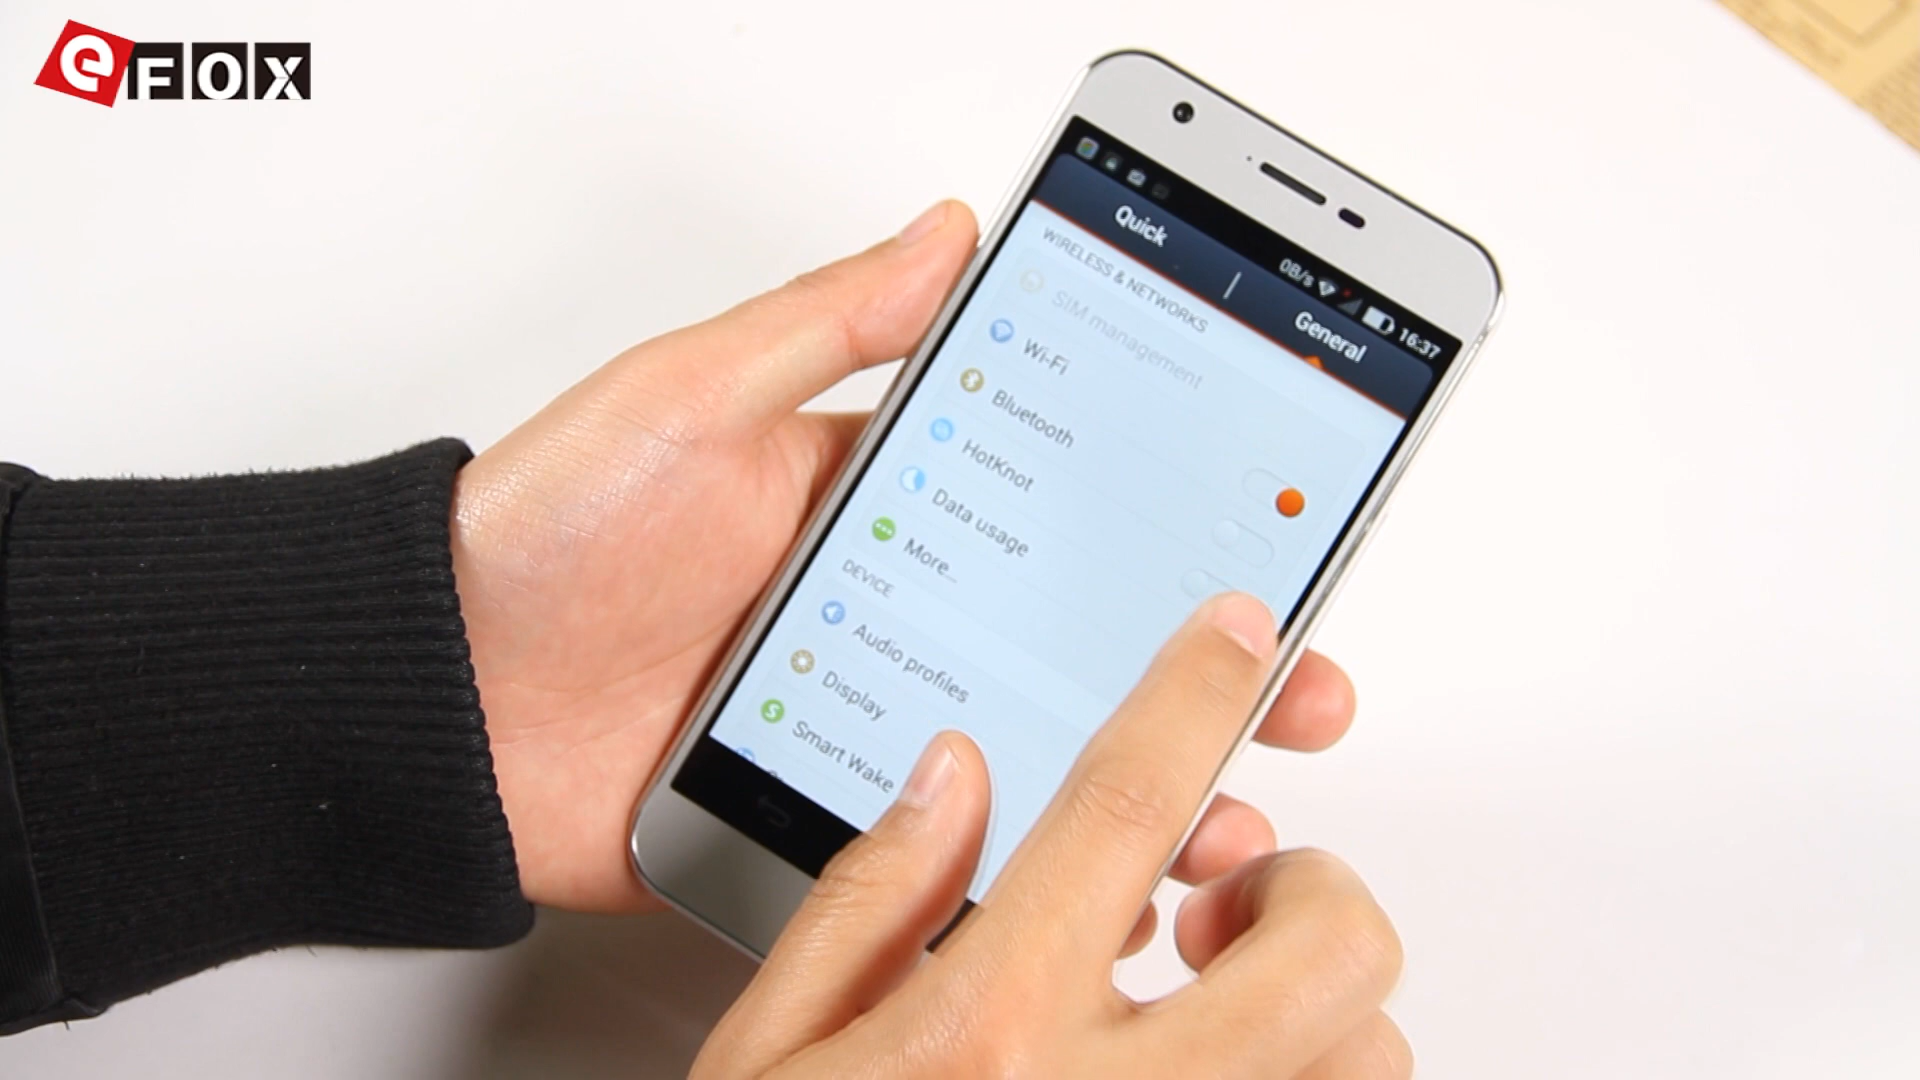 eFOX
0B/s 16:37
Quick | General
WIRELESS & NETWORKS
SIM management
Wi-Fi
Bluetooth
HotKnot
Data usage
More...
DEVICE
Audio profiles
Display
S
Smart Wake